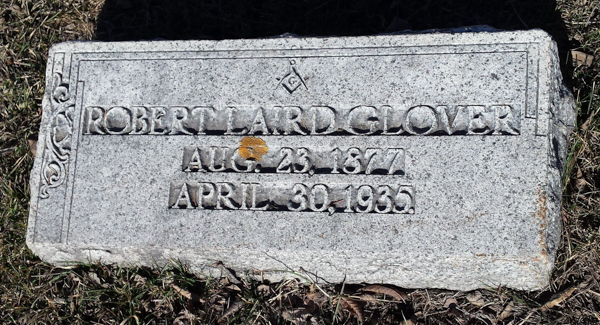 ROBERT LAIRD GLOVER
AUG. 23, 1877
APRIL 30, 1935